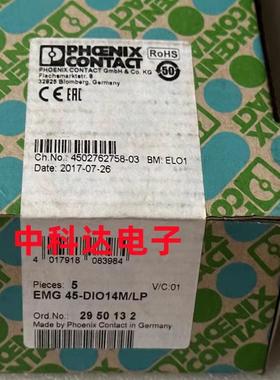 PHOENIX
CONTACT
RoHS
50
PHOENIX CONTACT GmbH & Co. KG
Flachsmarktstr. 8
32825 Blomberg, Germany
CE EAC
Ch.No.: 4502762758-03 BM: ELO1
Date: 2017-07-26
中科达电子
4 017918 083984
Pieces: 5
V/C:01
EMG 45-DIO14M/LP
Ord.No.: 29 50 13 2
Made by Phoenix Contact in Germany